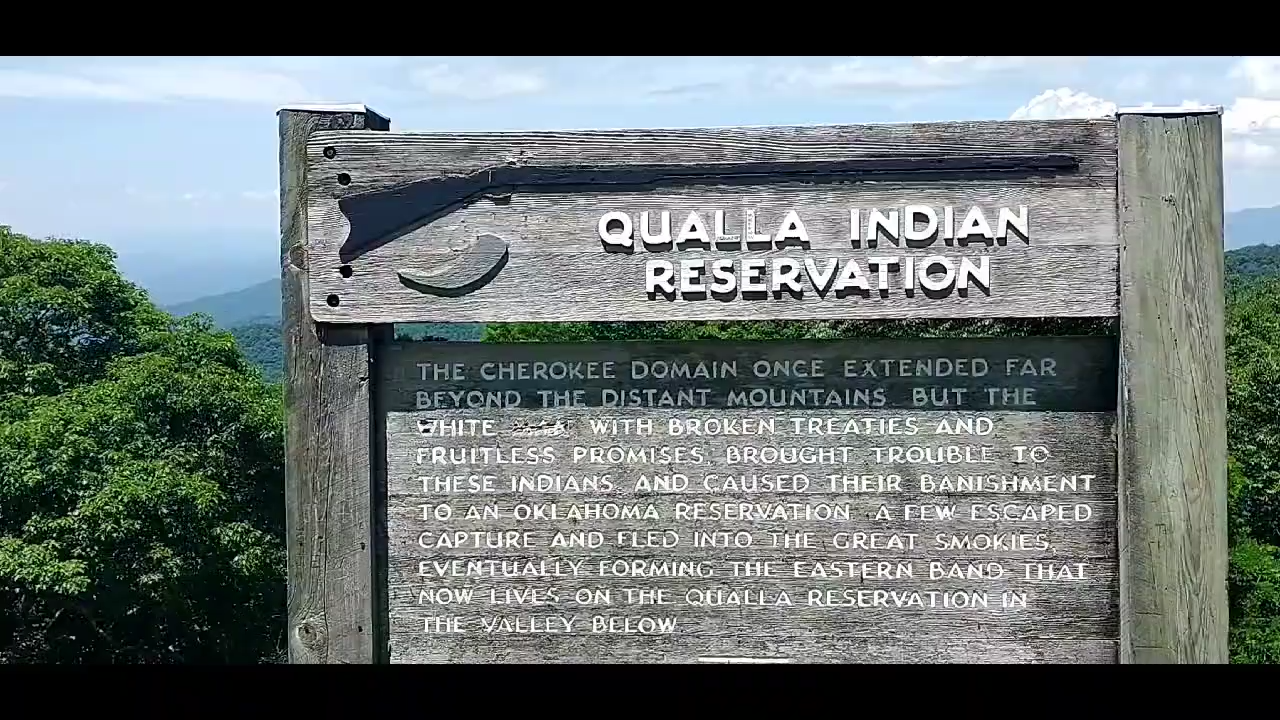 QUALLA INDIAN
RESERVATION
THE CHEROKEE DOMAIN ONCE EXTENDED FAR
BEYOND THE DISTANT MOUNTAINS. BUT THE
WHITE WITH BROKEN TREATIES AND
FRUITLESS PROMISES, BROUGHT TROUBLE TO
THESE INDIANS, AND CAUSED THEIR BANISHMENT
TO AN OKLAHOMA RESERVATION. A FEW ESCAPED
CAPTURE AND FLED INTO THE GREAT SMOKIES,
EVENTUALLY FORMING THE EASTERN BAND THAT
NOW LIVES ON THE QUALLA RESERVATION IN
THE VALLEY BELOW